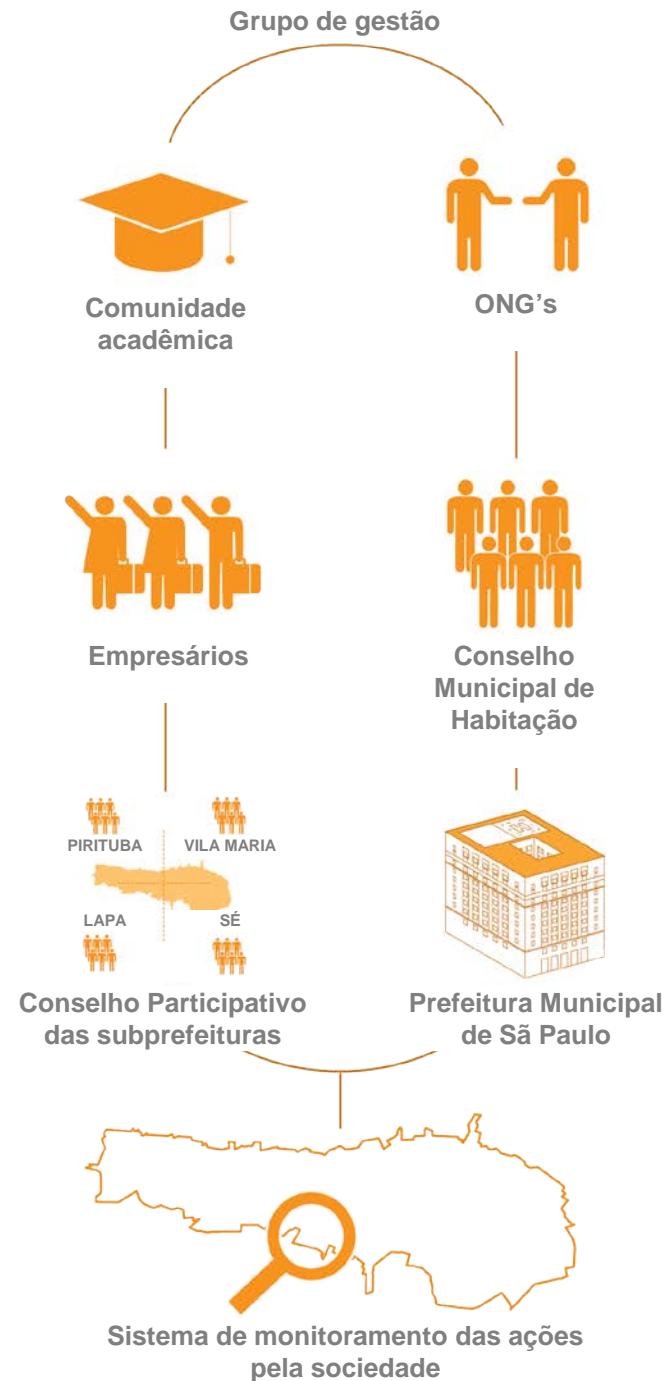 Grupo de gestão
Comunidade
acadêmica
ONG's
Empresários
Conselho
Municipal de
Habitação
PIRITUBA
VILA MARIA
LAPA
SÉ
Conselho Participativo
das subprefeituras
Prefeitura Municipal
de Sã Paulo
Sistema de monitoramento das ações
pela sociedade